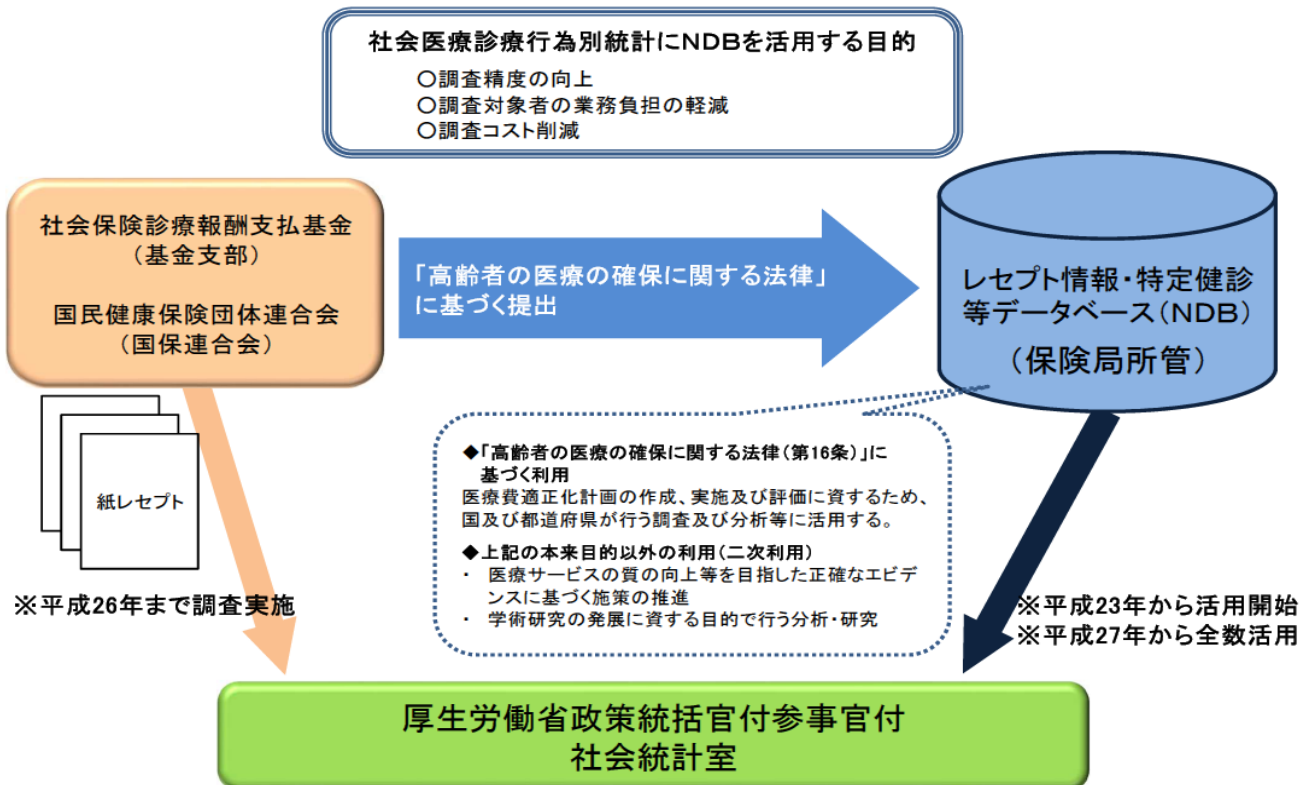 社会医療診療行為別統計にNDBを活用する目的
○調査精度の向上
○調査対象者の業務負担の軽減
○調査コスト削減
社会保険診療報酬支払基金
(基金支部)
国民健康保険団体連合会
(国保連合会)
「高齢者の医療の確保に関する法律」
に基づく提出
レセプト情報・特定健診
等データベース(NDB)
(保険局所管)
紙レセプト
※平成26年まで調査実施
◆「高齢者の医療の確保に関する法律(第16条)」に
基づく利用
医療費適正化計画の作成、実施及び評価に資するため、
国及び都道府県が行う調査及び分析等に活用する。
◆上記の本来目的以外の利用(二次利用)
・ 医療サービスの質の向上等を目指した正確なエビデ
ンスに基づく施策の推進
・ 学術研究の発展に資する目的で行う分析・研究
※平成23年から活用開始
※平成27年から全数活用
厚生労働省政策統括官付参事官付
社会統計室